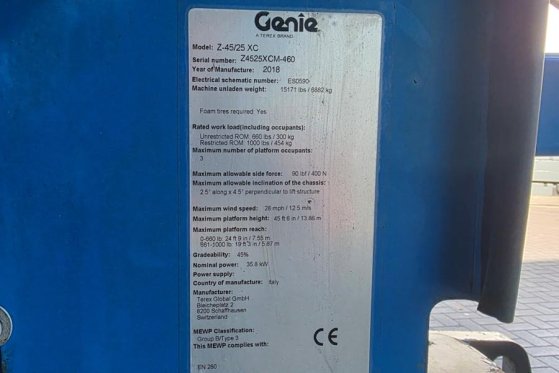 Genie
A TEREX BRAND
Model: Z-45/25 XC
Serial number: Z4525XCM-460
Year of Manufacture: 2018
Electrical schematic number: ES0590
Machine unladen weight: 15171 lbs / 6882 kg
Foam tires required: Yes
Rated work load(including occupants):
Unrestricted ROM: 660 lbs / 300 kg
Restricted ROM: 1000 lbs / 454 kg
Maximum number of platform occupants:
3
Maximum allowable side force: 90 lbf / 400 N
Maximum allowable inclination of the chassis:
2.5° along x 4.5° perpendicular to lift structure
Maximum wind speed: 28 mph / 12.5 m/s
Maximum platform height: 45 ft 6 in / 13.86 m
Maximum platform reach:
0-660 lb: 24 ft 9 in / 7.55 m
661-1000 lb: 19 ft 3 in / 5.87 m
Gradeability: 45%
Nominal power: 35.8 kW
Power supply:
Country of manufacture: Italy
Manufacturer:
Terex Global GmbH
Bleicheplatz 2
8200 Schaffhausen
Switzerland
MEWP Classification:
Group B/Type 3
This MEWP complies with:
CE
EN 280